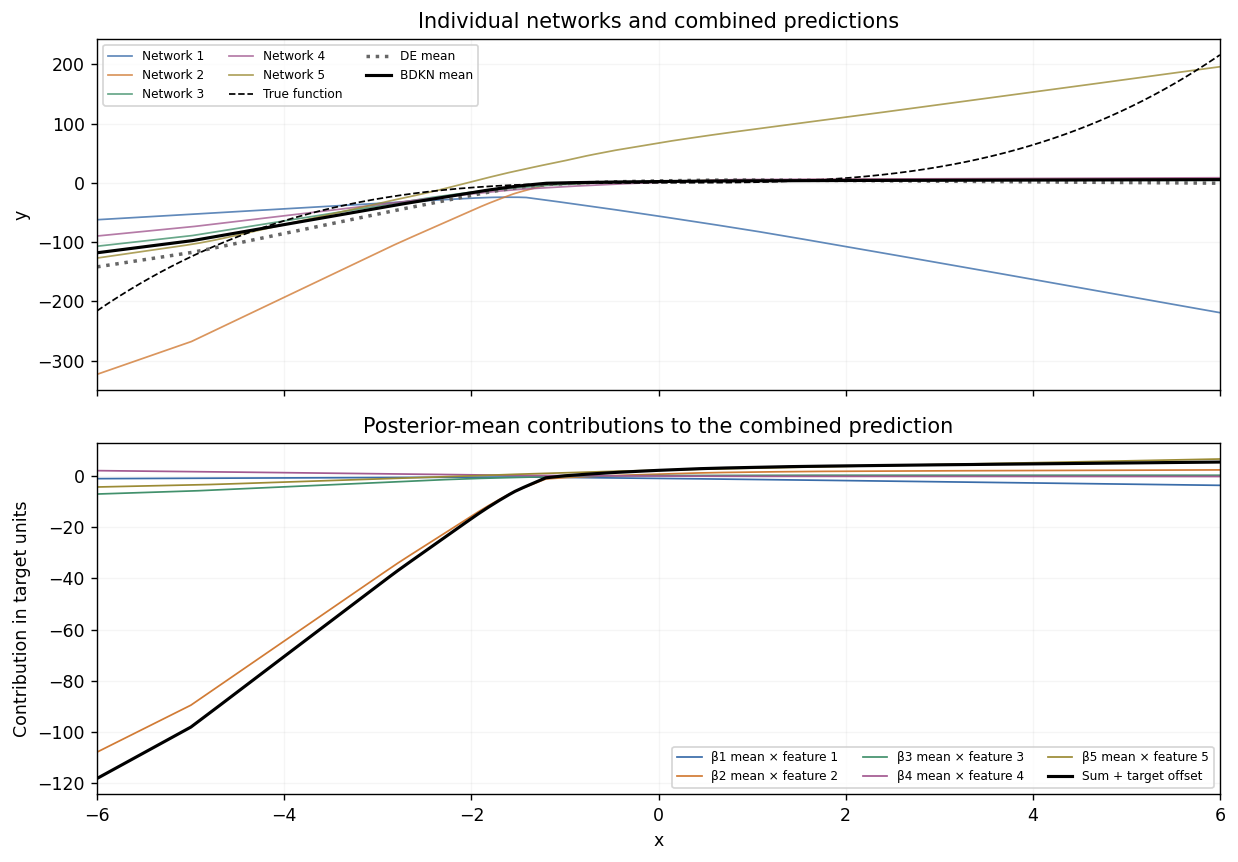 Individual networks and combined predictions
Network 1
Network 2
Network 3
Network 4
Network 5
True function
DE mean
BDKN mean
200
100
0
−100
−200
−300
y
Posterior-mean contributions to the combined prediction
0
−20
−40
−60
−80
−100
−120
Contribution in target units
β1 mean × feature 1
β2 mean × feature 2
β3 mean × feature 3
β4 mean × feature 4
β5 mean × feature 5
Sum + target offset
−6
−4
−2
0
2
4
6
x